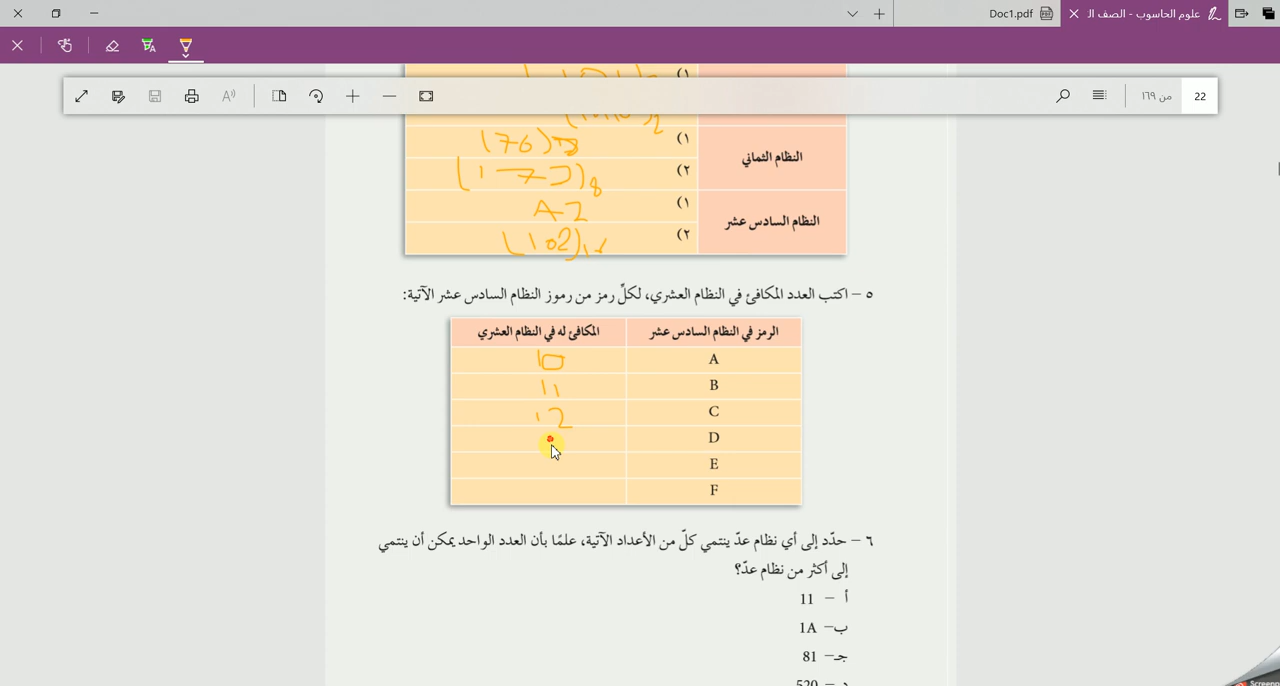 علوم الحاسوب - الصف الـ
Doc1.pdf
22 من ١٦٩
١)
النظام الثماني
١) (76)8
٢) (173)8
النظام السادس عشر
١) A2
٢) (102)16
٥ – اكتب العدد المكافئ في النظام العشري، لكلِّ رمز من رموز النظام السادس عشر الآتية:
الرمز في النظام السادس عشر المكافئ له في النظام العشري
A 10
B 11
C 12
D
E
F
٦ – حدّد إلى أي نظام عدّ ينتمي كلّ من الأعداد الآتية، علمًا بأن العدد الواحد يمكن أن ينتمي
إلى أكثر من نظام عدّ؟
أ – 11
ب– 1A
جـ– 81
د – 520